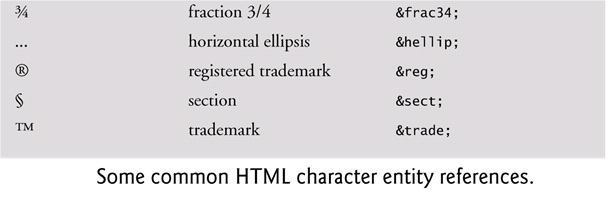 ¾ fraction 3/4 &frac34;
... horizontal ellipsis &hellip;
® registered trademark &reg;
§ section &sect;
™ trademark &trade;
Some common HTML character entity references.